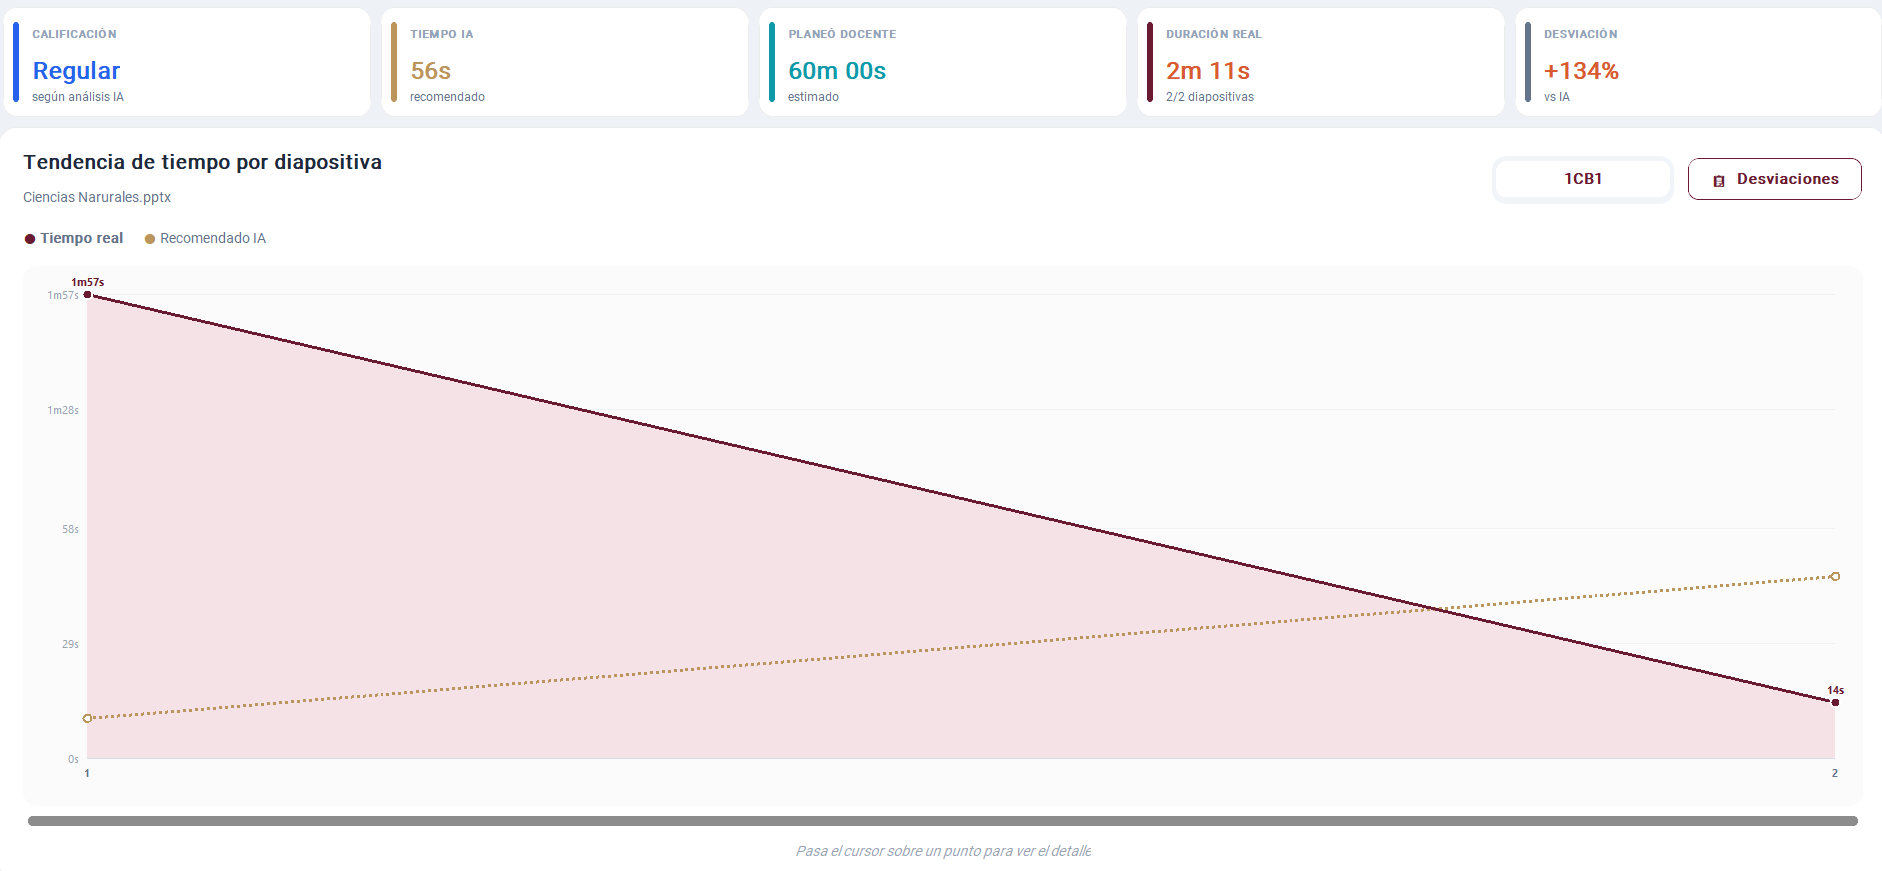 CALIFICACIÓN
Regular
según análisis IA
TIEMPO IA
56s
recomendado
PLANEÓ DOCENTE
60m 00s
estimado
DURACIÓN REAL
2m 11s
2/2 diapositivas
DESVIACIÓN
+134%
vs IA
Tendencia de tiempo por diapositiva
Ciencias Narurales.pptx
1CB1
Desviaciones
Tiempo real
Recomendado IA
1m57s
1m57s
1m28s
58s
29s
14s
0s
1
2
Pasa el cursor sobre un punto para ver el detalle